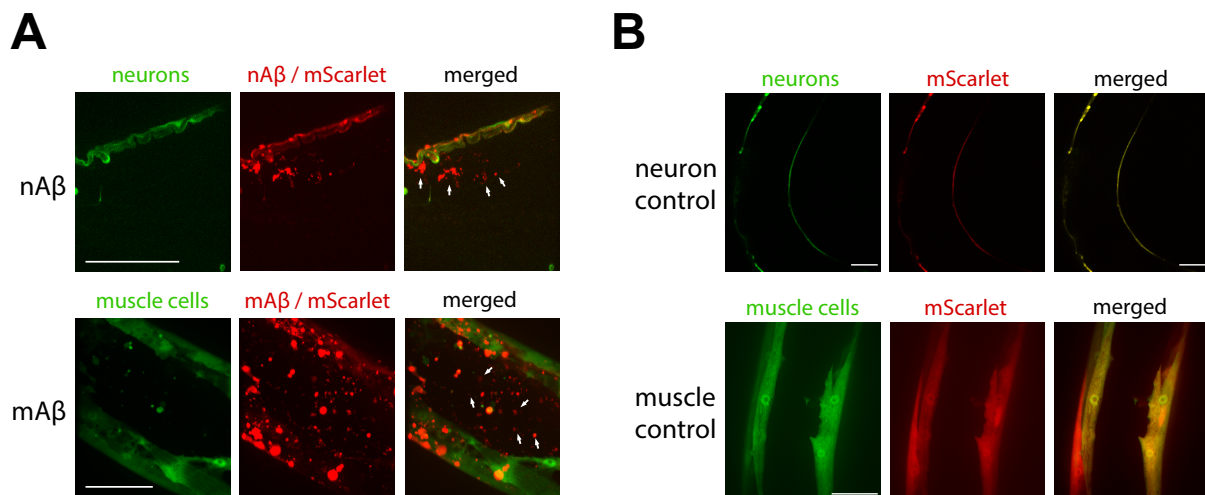 A
neurons
nAβ / mScarlet
merged
nAβ
muscle cells
mAβ / mScarlet
merged
mAβ
B
neurons
mScarlet
merged
neuron
control
muscle cells
mScarlet
merged
muscle
control